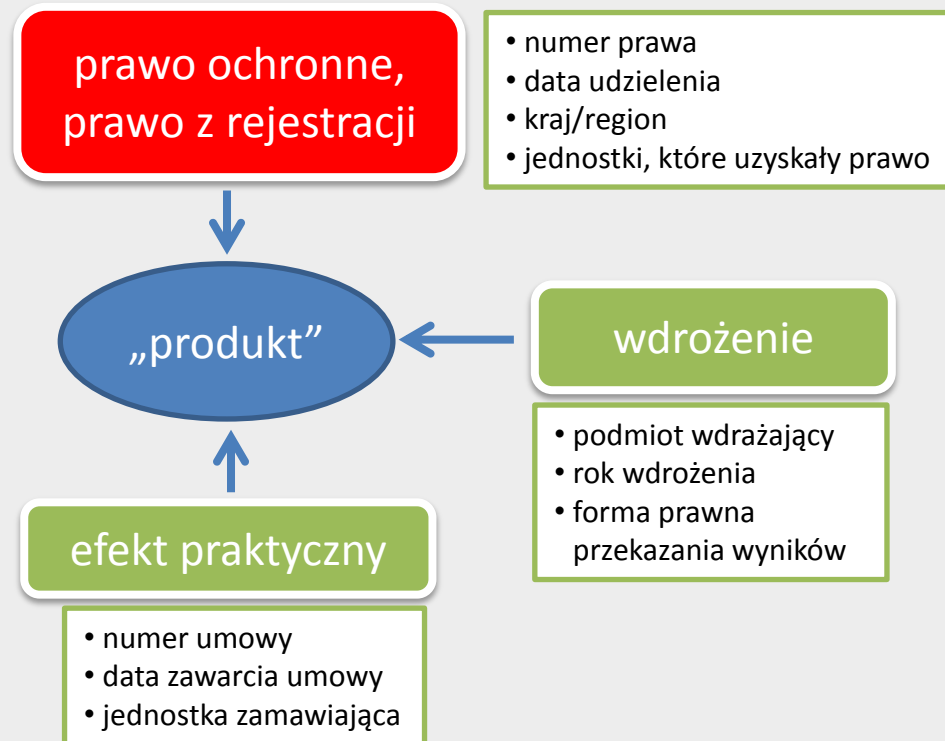 prawo ochronne,
prawo z rejestracji
• numer prawa
• data udzielenia
• kraj/region
• jednostki, które uzyskały prawo
„produkt”
wdrożenie
• podmiot wdrażający
• rok wdrożenia
• forma prawna
przekazania wyników
efekt praktyczny
• numer umowy
• data zawarcia umowy
• jednostka zamawiająca